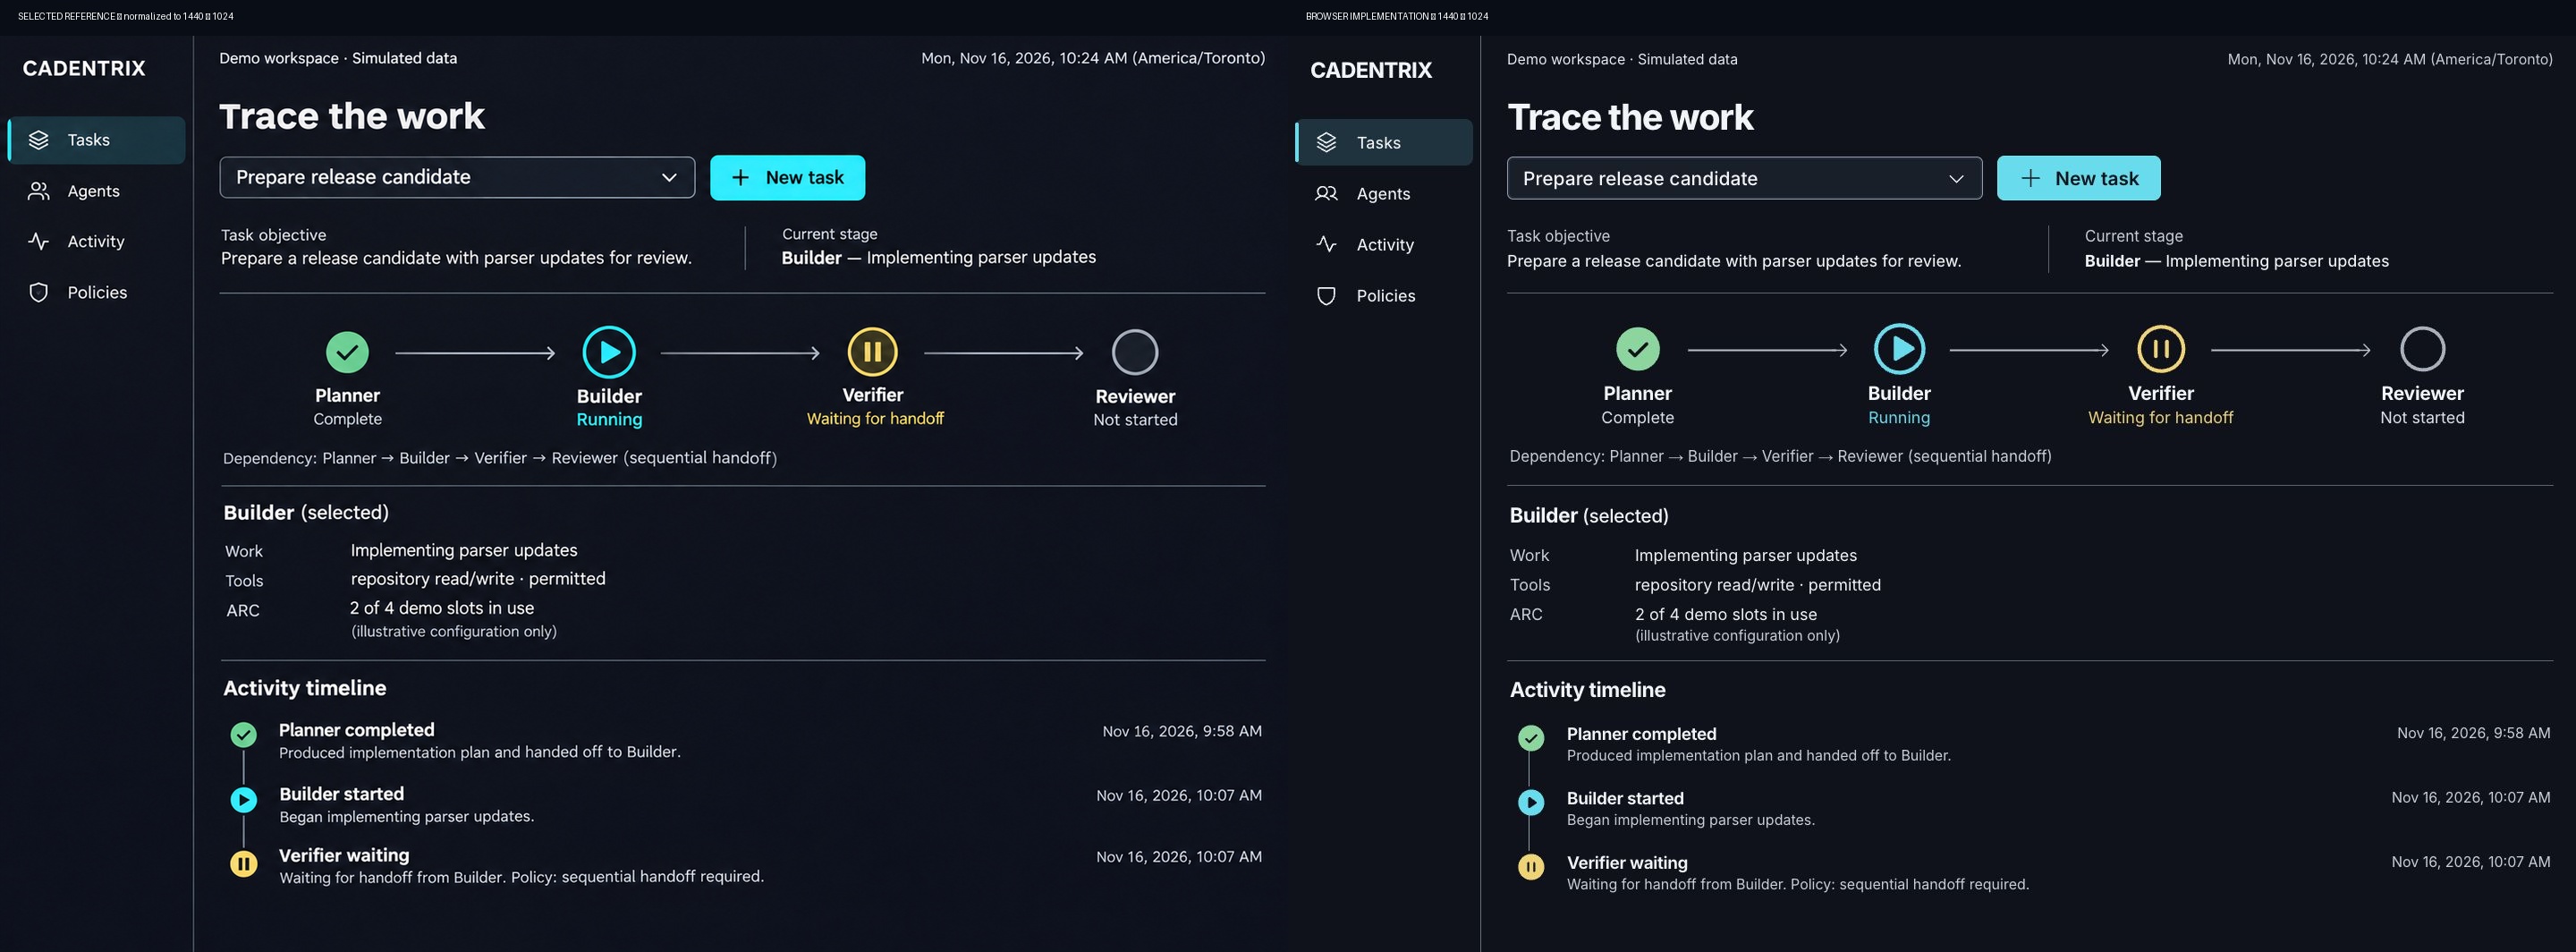 SELECTED REFERENCE normalized to 1440 1024
CADENTRIX
Tasks
Agents
Activity
Policies
Demo workspace · Simulated data
Mon, Nov 16, 2026, 10:24 AM (America/Toronto)
Trace the work
Prepare release candidate
+ New task
Task objective
Prepare a release candidate with parser updates for review.
Current stage
Builder — Implementing parser updates
Planner
Complete
Builder
Running
Verifier
Waiting for handoff
Reviewer
Not started
Dependency: Planner → Builder → Verifier → Reviewer (sequential handoff)
Builder (selected)
Work Implementing parser updates
Tools repository read/write · permitted
ARC 2 of 4 demo slots in use
(illustrative configuration only)
Activity timeline
Planner completed
Nov 16, 2026, 9:58 AM
Produced implementation plan and handed off to Builder.
Builder started
Nov 16, 2026, 10:07 AM
Began implementing parser updates.
Verifier waiting
Nov 16, 2026, 10:07 AM
Waiting for handoff from Builder. Policy: sequential handoff required.
BROWSER IMPLEMENTATION 1440 1024
CADENTRIX
Tasks
Agents
Activity
Policies
Demo workspace · Simulated data
Mon, Nov 16, 2026, 10:24 AM (America/Toronto)
Trace the work
Prepare release candidate
+ New task
Task objective
Prepare a release candidate with parser updates for review.
Current stage
Builder — Implementing parser updates
Planner
Complete
Builder
Running
Verifier
Waiting for handoff
Reviewer
Not started
Dependency: Planner → Builder → Verifier → Reviewer (sequential handoff)
Builder (selected)
Work Implementing parser updates
Tools repository read/write · permitted
ARC 2 of 4 demo slots in use
(illustrative configuration only)
Activity timeline
Planner completed
Nov 16, 2026, 9:58 AM
Produced implementation plan and handed off to Builder.
Builder started
Nov 16, 2026, 10:07 AM
Began implementing parser updates.
Verifier waiting
Nov 16, 2026, 10:07 AM
Waiting for handoff from Builder. Policy: sequential handoff required.